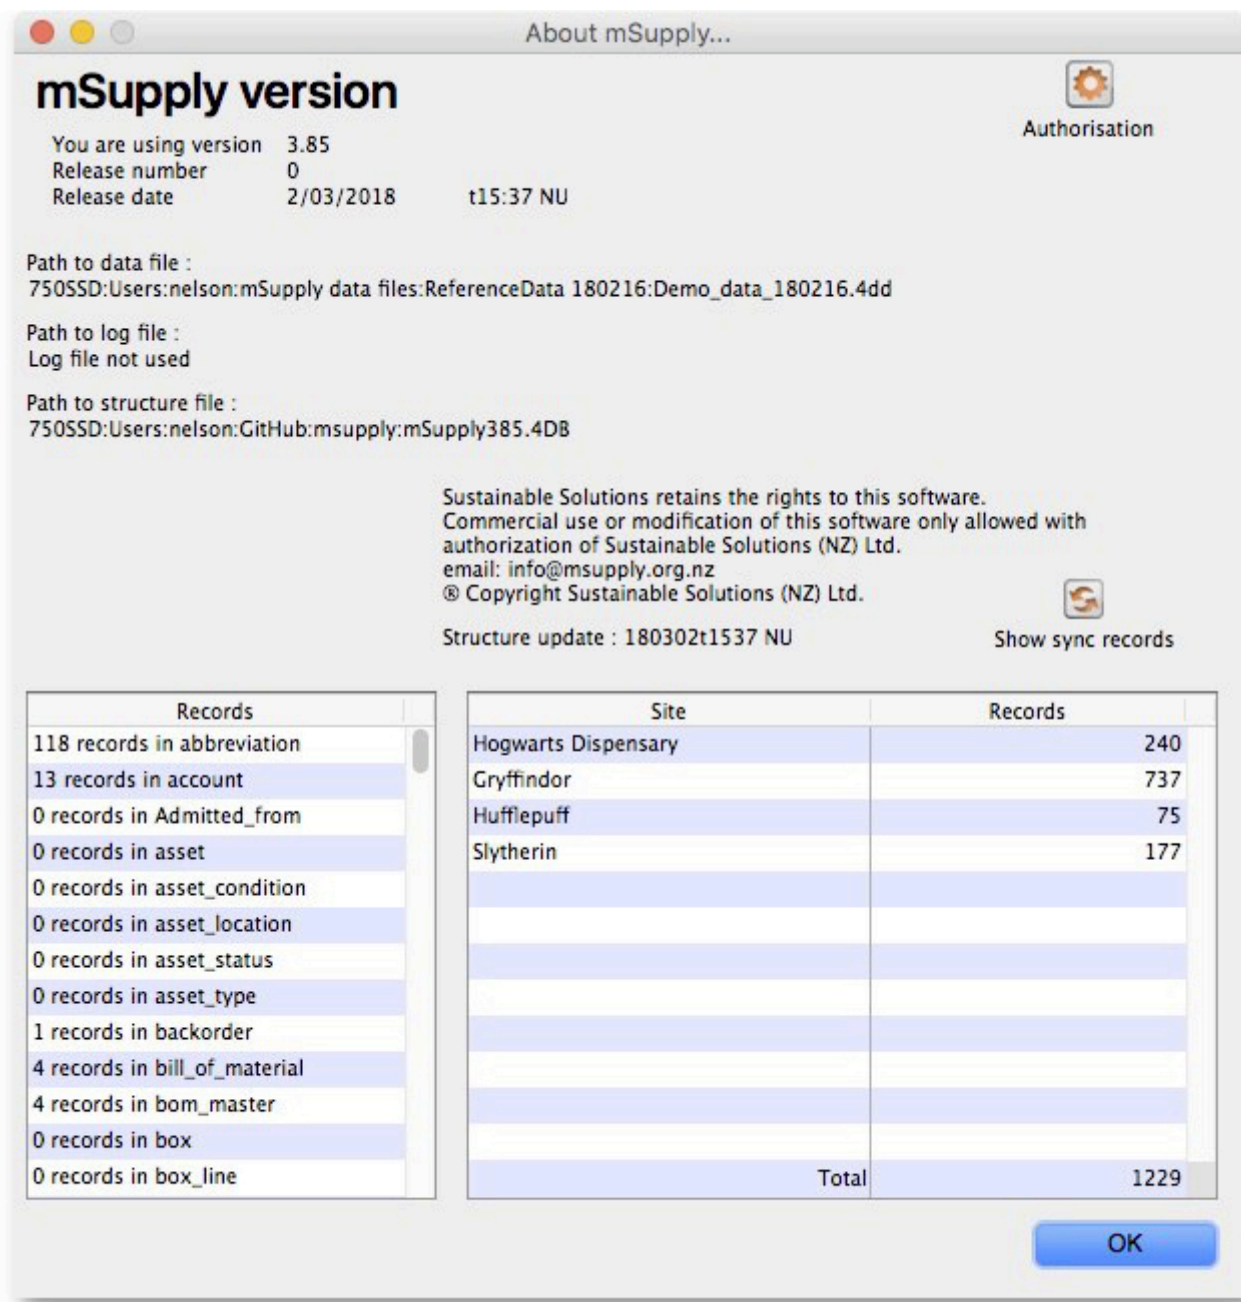 About mSupply...
mSupply version
Authorisation
You are using version 3.85
Release number 0
Release date 2/03/2018 t15:37 NU
Path to data file :
750SSD:Users:nelson:mSupply data files:ReferenceData 180216:Demo_data_180216.4dd
Path to log file :
Log file not used
Path to structure file :
750SSD:Users:nelson:GitHub:msupply:mSupply385.4DB
Sustainable Solutions retains the rights to this software.
Commercial use or modification of this software only allowed with
authorization of Sustainable Solutions (NZ) Ltd.
email: info@msupply.org.nz
® Copyright Sustainable Solutions (NZ) Ltd.
Structure update : 180302t1537 NU
Show sync records
Records
118 records in abbreviation
13 records in account
0 records in Admitted_from
0 records in asset
0 records in asset_condition
0 records in asset_location
0 records in asset_status
0 records in asset_type
1 records in backorder
4 records in bill_of_material
4 records in bom_master
0 records in box
0 records in box_line
Site Records
Hogwarts Dispensary 240
Gryffindor 737
Hufflepuff 75
Slytherin 177
Total 1229
OK